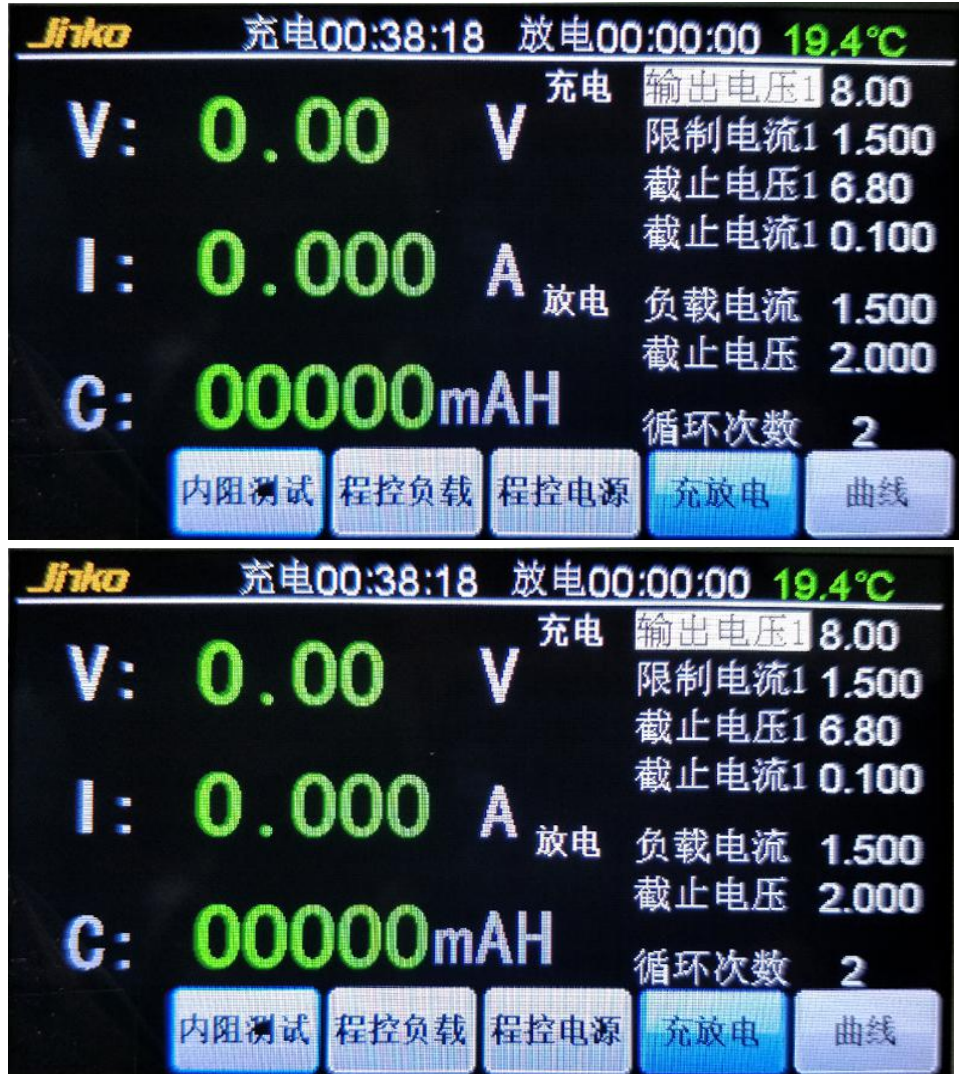 Jinko 充电00:38:18 放电00:00:00 19.4℃
V: 0.00 V
充电 输出电压1 8.00
限制电流1 1.500
截止电压1 6.80
截止电流1 0.100
I: 0.000 A
放电 负载电流 1.500
截止电压 2.000
C: 00000mAH
循环次数 2
内阻测试 程控负载 程控电源 充放电 曲线
Jinko 充电00:38:18 放电00:00:00 19.4℃
V: 0.00 V
充电 输出电压1 8.00
限制电流1 1.500
截止电压1 6.80
截止电流1 0.100
I: 0.000 A
放电 负载电流 1.500
截止电压 2.000
C: 00000mAH
循环次数 2
内阻测试 程控负载 程控电源 充放电 曲线